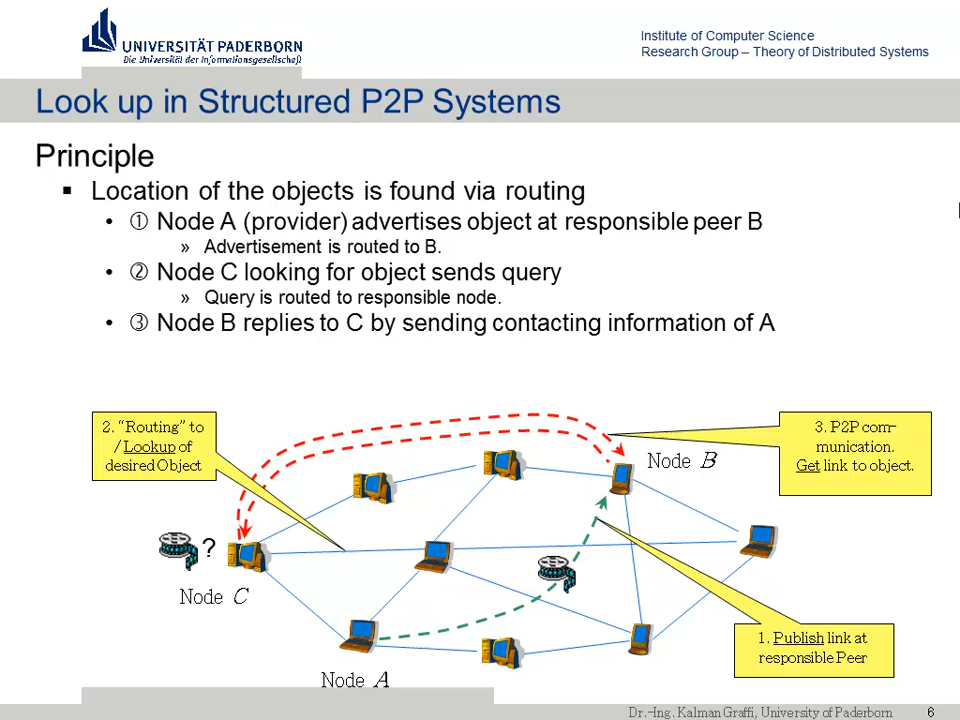 UNIVERSITÄT PADERBORN
Die Universität der Informationsgesellschaft
Institute of Computer Science
Research Group – Theory of Distributed Systems
Look up in Structured P2P Systems
Principle
▪ Location of the objects is found via routing
• ① Node A (provider) advertises object at responsible peer B
» Advertisement is routed to B.
• ② Node C looking for object sends query
» Query is routed to responsible node.
• ③ Node B replies to C by sending contacting information of A
2. “Routing” to
/ Lookup of
desired Object
3. P2P com-
munication.
Get link to object.
Node B
?
Node C
1. Publish link at
responsible Peer
Node A
Dr.-Ing. Kalman Graffi, University of Paderborn 6